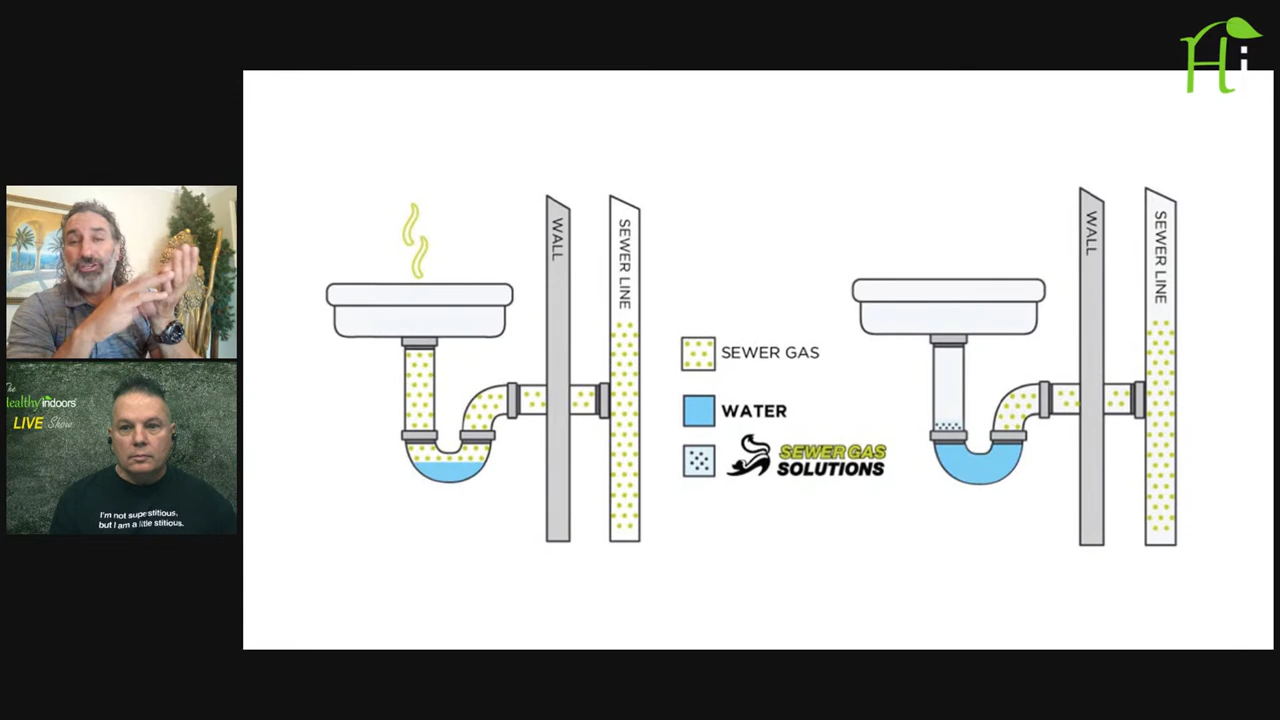 Hi
WALL
SEWER LINE
SEWER GAS
WATER
SEWER GAS
SOLUTIONS
WALL
SEWER LINE
The
Healthy indoors
LIVE Show
I'm not superstitious,
but I am a little stitious.